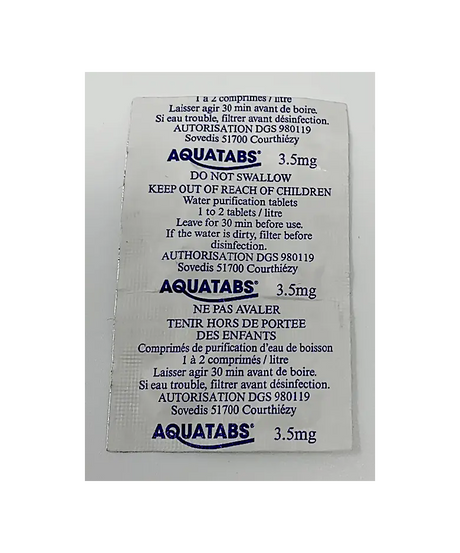 1 à 2 comprimés / litre
Laisser agir 30 min avant de boire.
Si eau trouble, filtrer avant désinfection.
AUTORISATION DGS 980119
Sovedis 51700 Courthiézy
AQUATABS® 3.5mg
DO NOT SWALLOW
KEEP OUT OF REACH OF CHILDREN
Water purification tablets
1 to 2 tablets / litre
Leave for 30 min before use.
If the water is dirty, filter before
disinfection.
AUTHORISATION DGS 980119
Sovedis 51700 Courthiézy
AQUATABS® 3.5mg
NE PAS AVALER
TENIR HORS DE PORTEE
DES ENFANTS
Comprimés de purification d'eau de boisson
1 à 2 comprimés / litre
Laisser agir 30 min avant de boire.
Si eau trouble, filtrer avant désinfection.
AUTORISATION DGS 980119
Sovedis 51700 Courthiézy
AQUATABS® 3.5mg